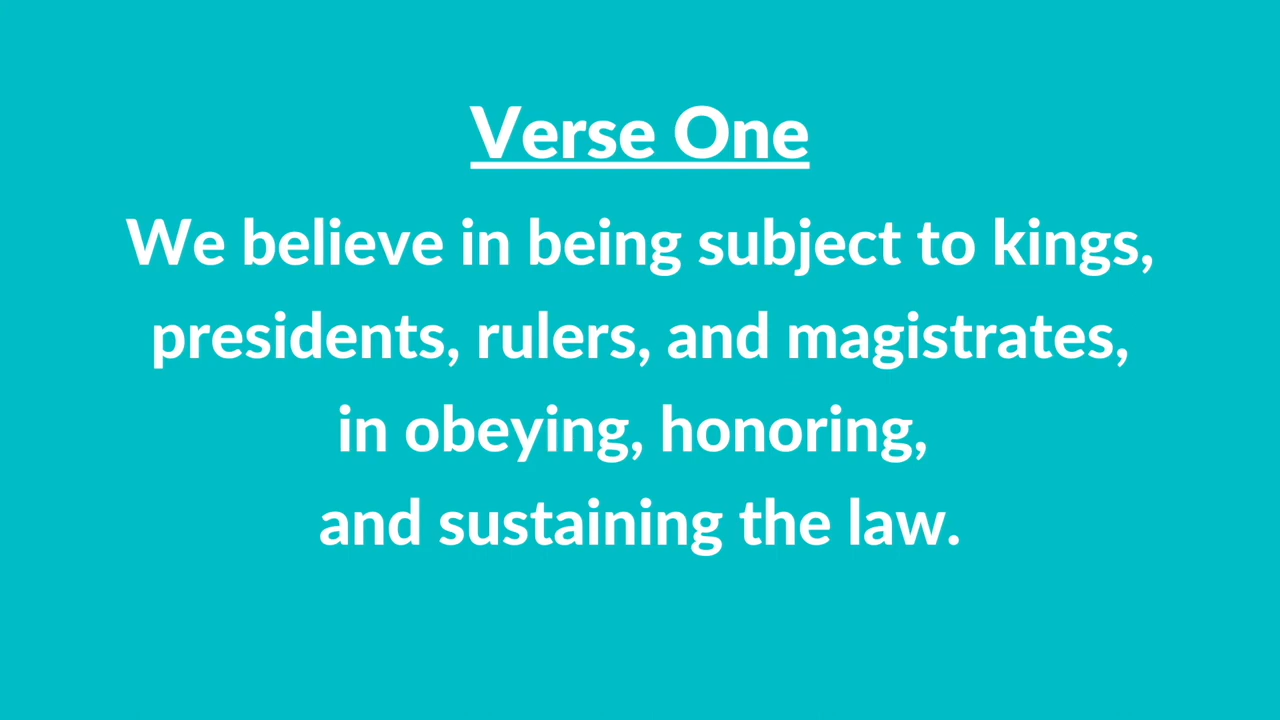 Verse One
We believe in being subject to kings,
presidents, rulers, and magistrates,
in obeying, honoring,
and sustaining the law.